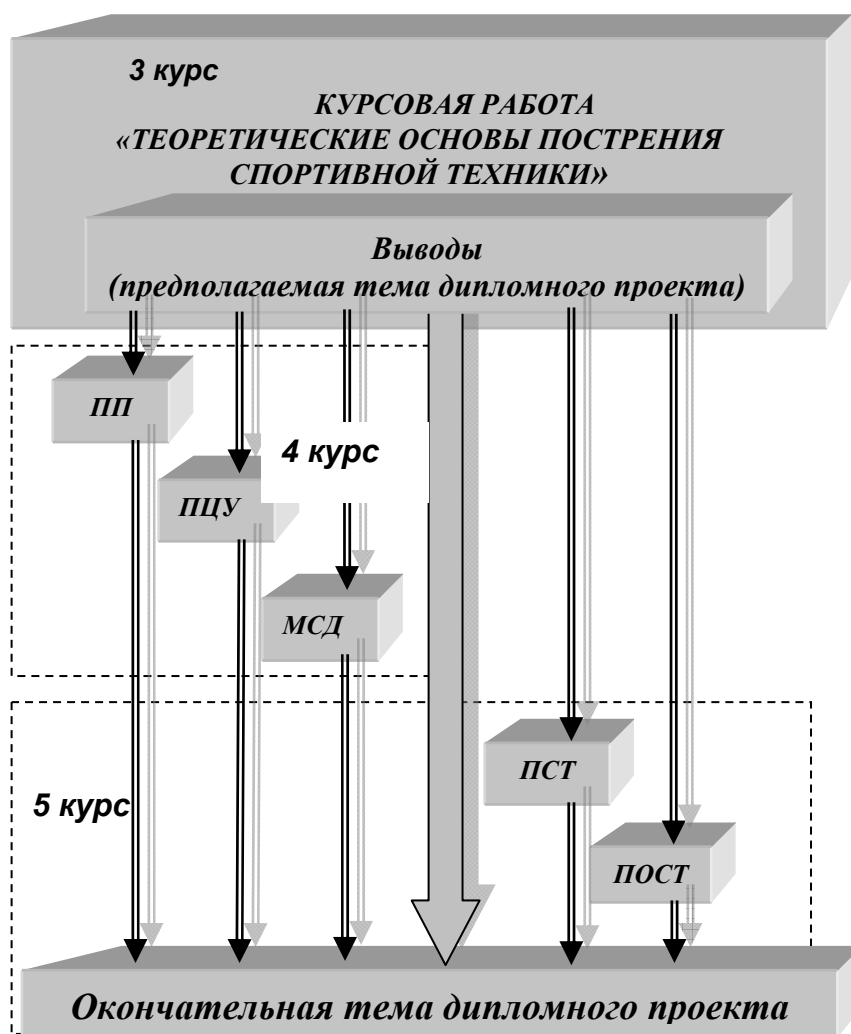 3 курс
КУРСОВАЯ РАБОТА
«ТЕОРЕТИЧЕСКИЕ ОСНОВЫ ПОСТРЕНИЯ
СПОРТИВНОЙ ТЕХНИКИ»
Выводы
(предполагаемая тема дипломного проекта)
ПП
4 курс
ПЦУ
МСД
ПСТ
5 курс
ПОСТ
Окончательная тема дипломного проекта